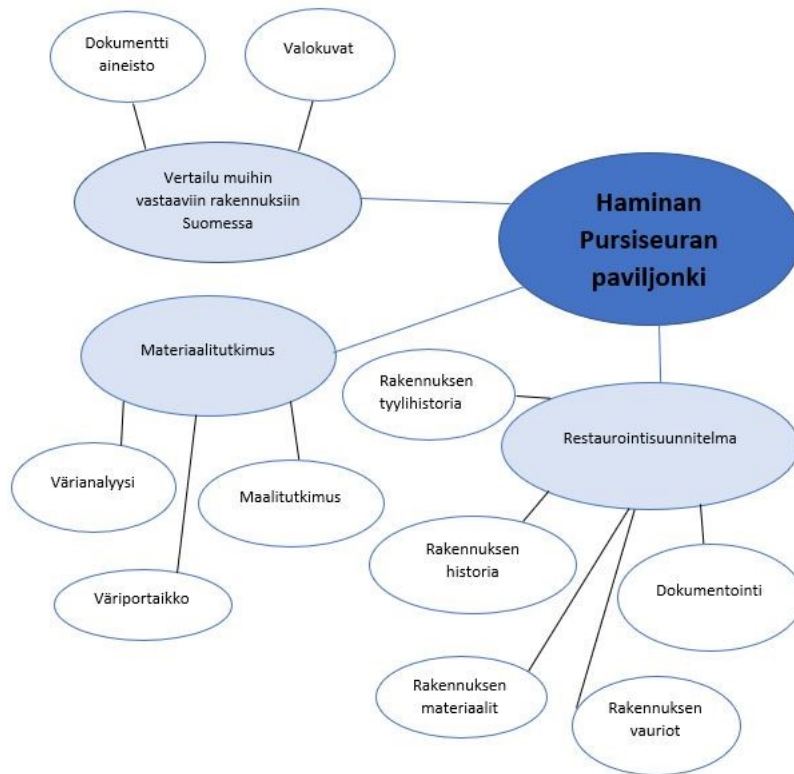 Dokumentti
aineisto
Valokuvat
Vertailu muihin
vastaaviin rakennuksiin
Suomessa
Haminan
Pursiseuran
paviljonki
Materiaalitutkimus
Rakennuksen
tyylihistoria
Restaurointisuunnitelma
Värianalyysi
Maalitutkimus
Rakennuksen
historia
Väriportaikko
Dokumentointi
Rakennuksen
materiaalit
Rakennuksen
vauriot